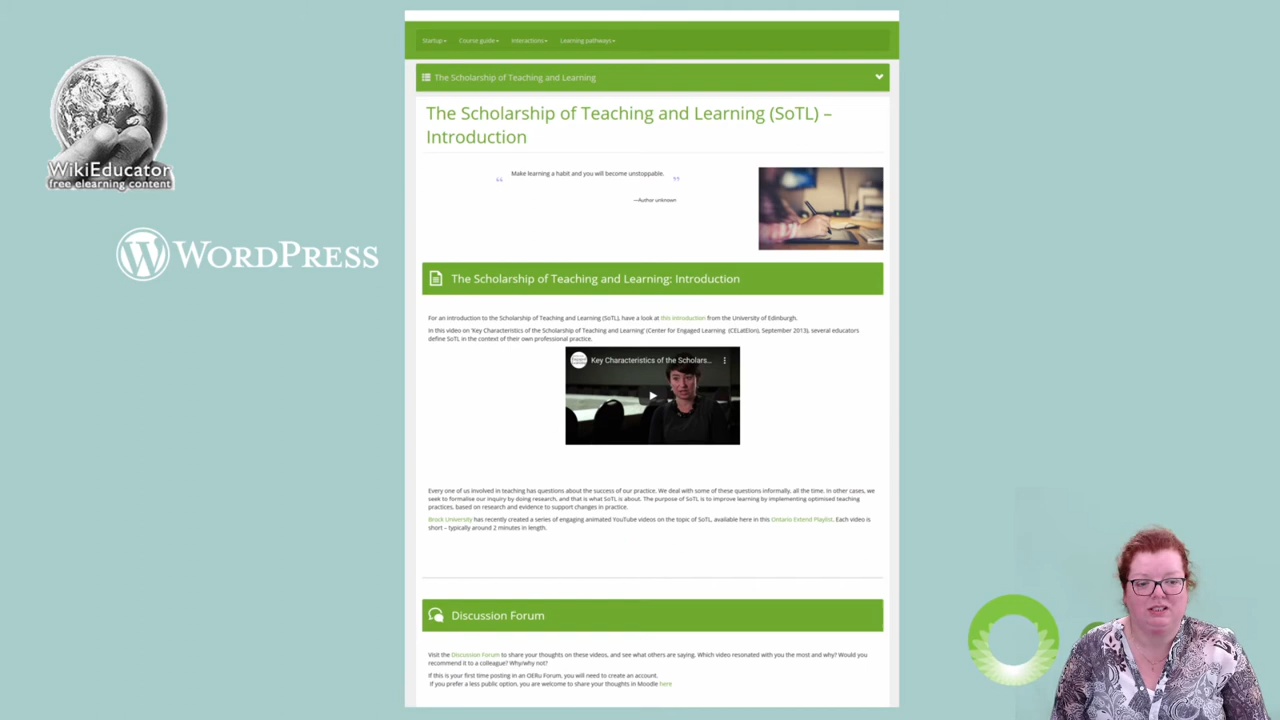 Startup
Course guide
Interactions
Learning pathways
The Scholarship of Teaching and Learning
The Scholarship of Teaching and Learning (SoTL) –
Introduction
“ Make learning a habit and you will become unstoppable. ”
—Author unknown
WikiEducator
free elearning content
WORDPRESS
The Scholarship of Teaching and Learning: Introduction
For an introduction to the Scholarship of Teaching and Learning (SoTL), have a look at this introduction from the University of Edinburgh.
In this video on 'Key Characteristics of the Scholarship of Teaching and Learning' (Center for Engaged Learning (CELatElon), September 2013), several educators
define SoTL in the context of their own professional practice.
Key Characteristics of the Scholars...
Every one of us involved in teaching has questions about the success of our practice. We deal with some of these questions informally, all the time. In other cases, we
seek to formalise our inquiry by doing research, and that is what SoTL is about. The purpose of SoTL is to improve learning by implementing optimised teaching
practices, based on research and evidence to support changes in practice.
Brock University has recently created a series of engaging animated YouTube videos on the topic of SoTL, available here in this Ontario Extend Playlist. Each video is
short – typically around 2 minutes in length.
Discussion Forum
Visit the Discussion Forum to share your thoughts on these videos, and see what others are saying. Which video resonated with you the most and why? Would you
recommend it to a colleague? Why/why not?
If this is your first time posting in an OERu Forum, you will need to create an account.
If you prefer a less public option, you are welcome to share your thoughts in Moodle here